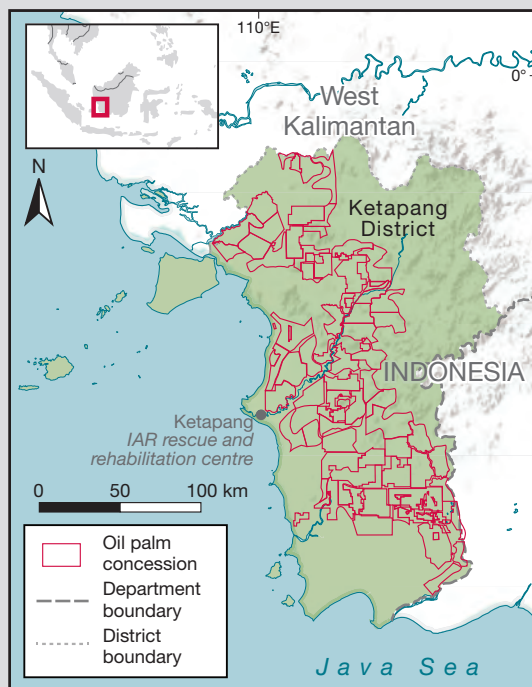 110°E
0°
West
Kalimantan
N
Ketapang
District
INDONESIA
Ketapang
IAR rescue and
rehabilitation centre
0 50 100 km
Oil palm
concession
Department
boundary
District
boundary
Java Sea